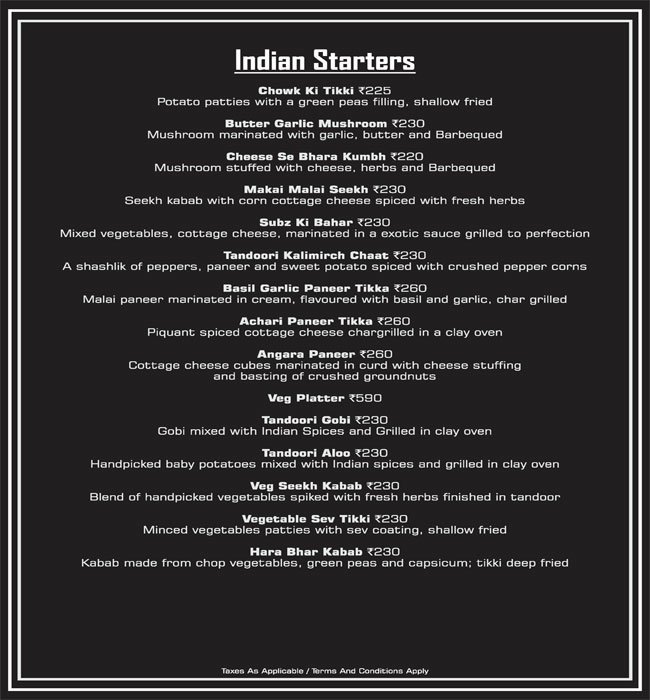 Indian Starters
Chowk Ki Tikki ₹225
Potato patties with a green peas filling, shallow fried
Butter Garlic Mushroom ₹230
Mushroom marinated with garlic, butter and Barbequed
Cheese Se Bhara Kumbh ₹220
Mushroom stuffed with cheese, herbs and Barbequed
Makai Malai Seekh ₹230
Seekh kabab with corn cottage cheese spiced with fresh herbs
Subz Ki Bahar ₹230
Mixed vegetables, cottage cheese, marinated in a exotic sauce grilled to perfection
Tandoori Kalimirch Chaat ₹230
A shashlik of peppers, paneer and sweet potato spiced with crushed pepper corns
Basil Garlic Paneer Tikka ₹260
Malai paneer marinated in cream, flavoured with basil and garlic, char grilled
Achari Paneer Tikka ₹260
Piquant spiced cottage cheese chargrilled in a clay oven
Angara Paneer ₹260
Cottage cheese cubes marinated in curd with cheese stuffing
and basting of crushed groundnuts
Veg Platter ₹590
Tandoori Gobi ₹230
Gobi mixed with Indian Spices and Grilled in clay oven
Tandoori Aloo ₹230
Handpicked baby potatoes mixed with Indian spices and grilled in clay oven
Veg Seekh Kabab ₹230
Blend of handpicked vegetables spiked with fresh herbs finished in tandoor
Vegetable Sev Tikki ₹230
Minced vegetables patties with sev coating, shallow fried
Hara Bhar Kabab ₹230
Kabab made from chop vegetables, green peas and capsicum; tikki deep fried
Taxes As Applicable / Terms And Conditions Apply